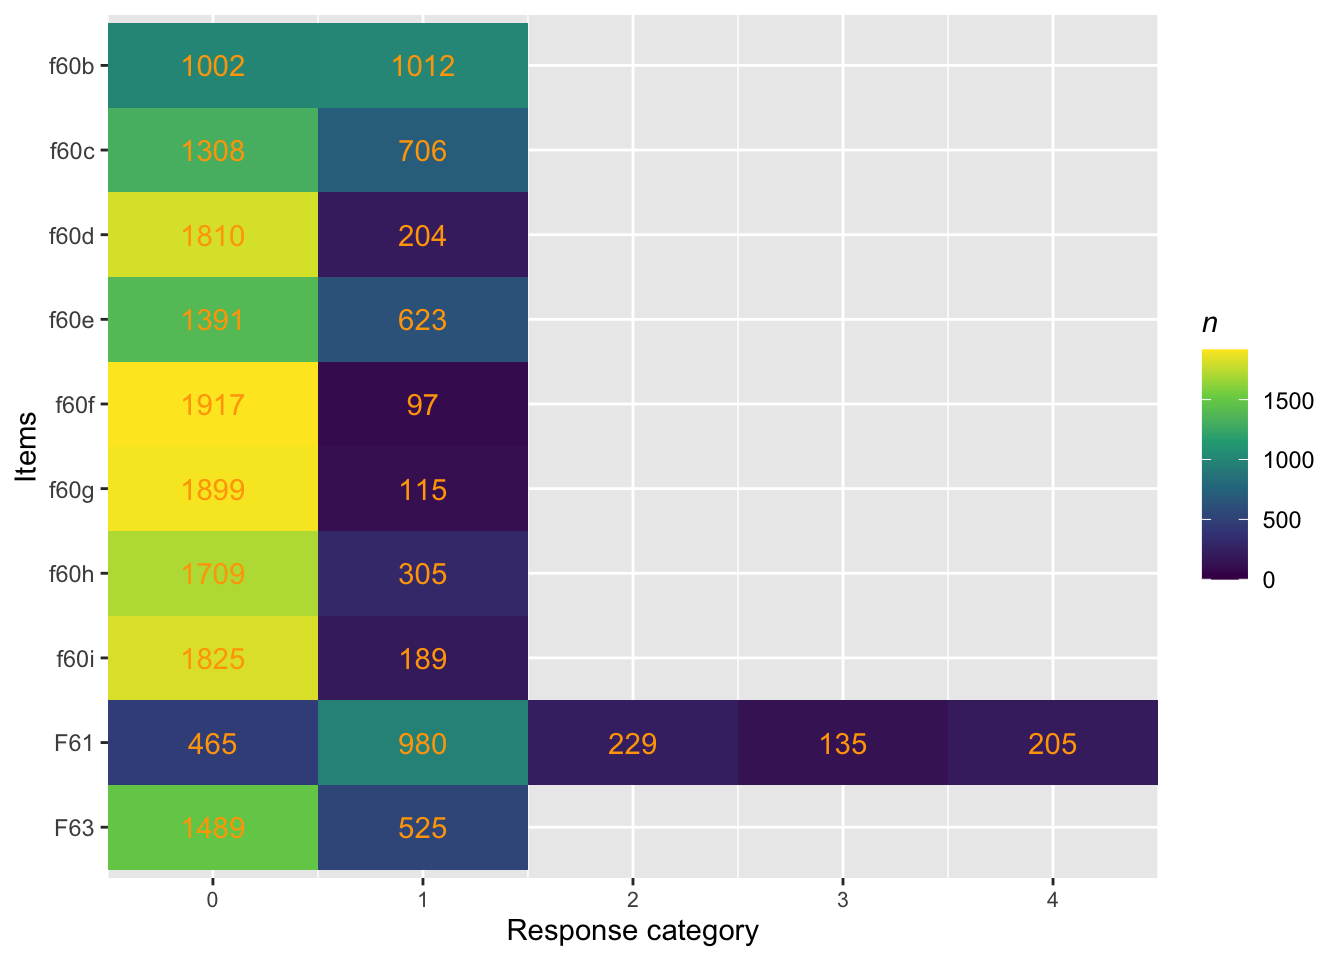 f60b 1002 1012
f60c 1308 706
f60d 1810 204
f60e 1391 623
f60f 1917 97
f60g 1899 115
f60h 1709 305
f60i 1825 189
F61 465 980 229 135 205
F63 1489 525
0 1 2 3 4
Response category
Items
n
1500
1000
500
0